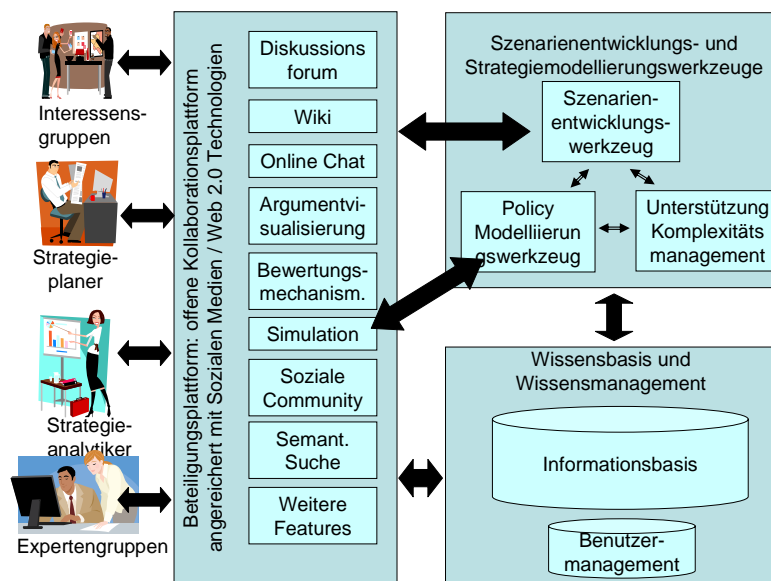 Interessens-
gruppen
Strategie-
planer
Strategie-
analytiker
Expertengruppen
Beteiligungsplattform: offene Kollaborationsplattform
angereichert mit Sozialen Medien / Web 2.0 Technologien
Diskussions
forum
Wiki
Online Chat
Argumentvi-
sualisierung
Bewertungs-
mechanism.
Simulation
Soziale
Community
Semant.
Suche
Weitere
Features
Szenarienentwicklungs- und
Strategiemodellierungswerkzeuge
Szenarien-
entwicklungs-
werkzeug
Policy
Modelliierun
gswerkzeug
Unterstützung
Komplexitäts
management
Wissensbasis und
Wissensmanagement
Informationsbasis
Benutzer-
management